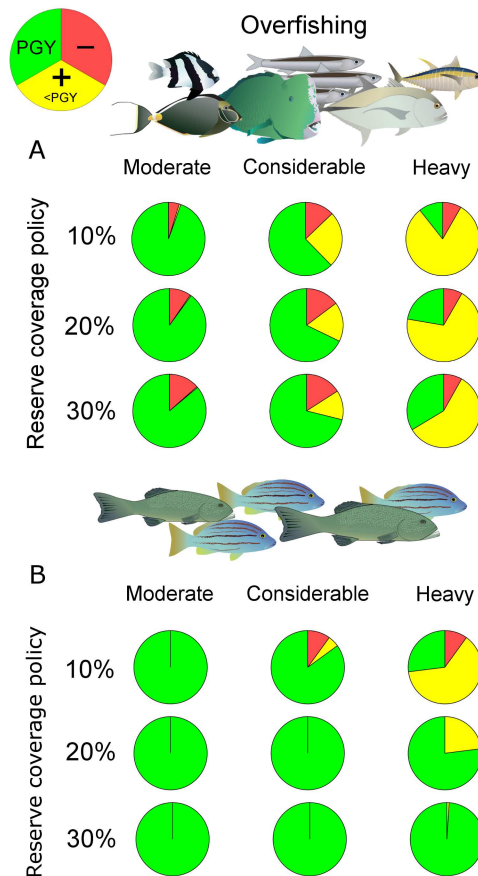 Overfishing
PGY
−
+
<PGY
A
Moderate Considerable Heavy
Reserve coverage policy
10%
20%
30%
B
Moderate Considerable Heavy
Reserve coverage policy
10%
20%
30%